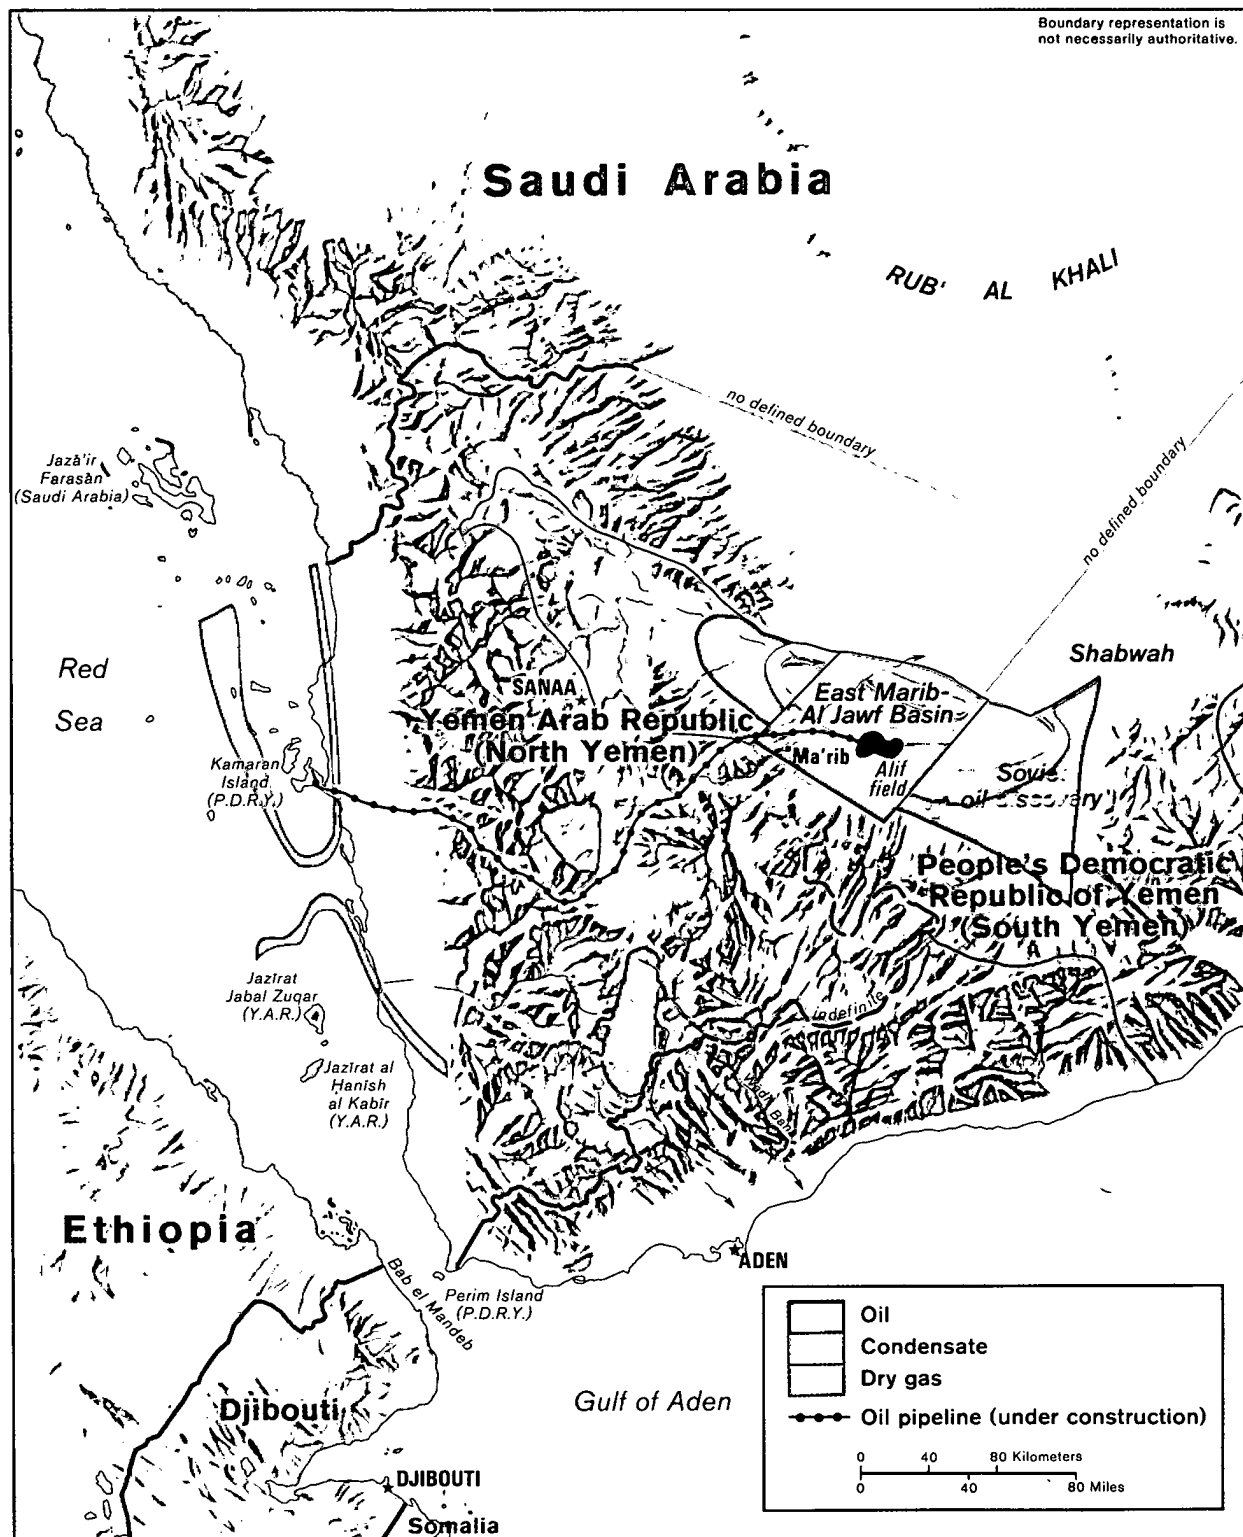 Boundary representation is
not necessarily authoritative.
Saudi Arabia
RUB' AL KHALI
no defined boundary
no defined boundary
Jazā'ir
Farasān
(Saudi Arabia)
Red
Sea
Shabwah
SANAA
East Marib-
Al Jawf Basin
Yemen Arab Republic
(North Yemen)
Ma'rib
Alif
field
Kamaran
Island
(P.D.R.Y.)
oil discovery
People's Democratic
Republic of Yemen
(South Yemen)
Jazīrat
Jabal Zuqar
(Y.A.R.)
Indefinite
Jazīrat al
Ḩanīsh
al Kabīr
(Y.A.R.)
Wadi
Ethiopia
ADEN
Bab el Mandeb
Perim Island
(P.D.R.Y.)
Oil
Condensate
Dry gas
Oil pipeline (under construction)
0 40 80 Kilometers
0 40 80 Miles
Gulf of Aden
Djibouti
DJIBOUTI
Somalia